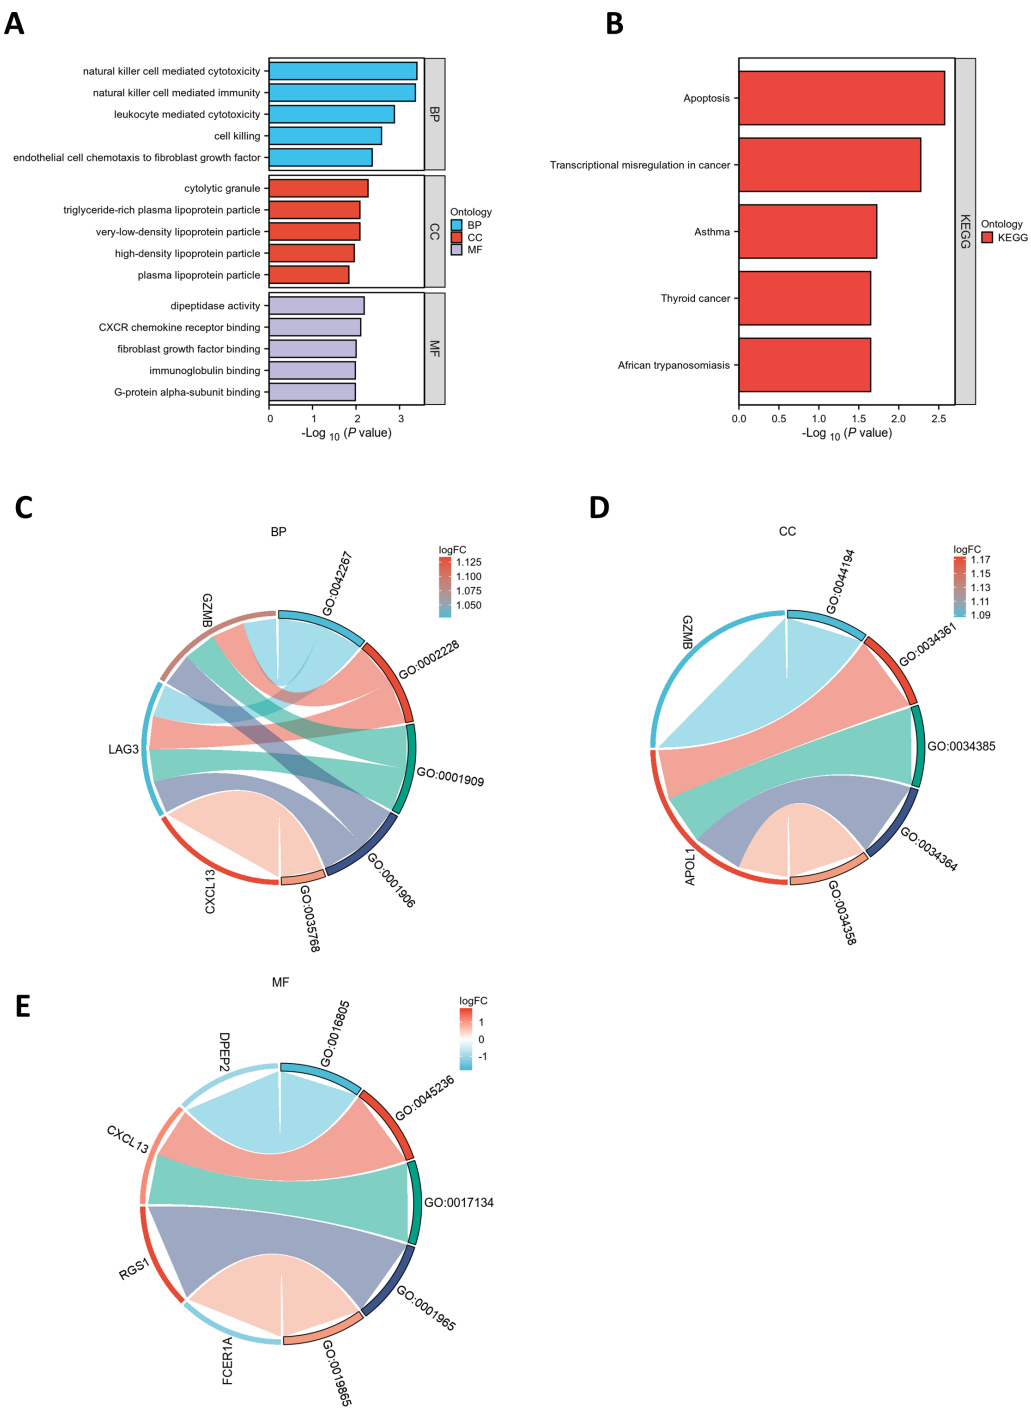 A
natural killer cell mediated cytotoxicity
natural killer cell mediated immunity
leukocyte mediated cytotoxicity
cell killing
endothelial cell chemotaxis to fibroblast growth factor
BP
cytolytic granule
triglyceride-rich plasma lipoprotein particle
very-low-density lipoprotein particle
high-density lipoprotein particle
plasma lipoprotein particle
CC
dipeptidase activity
CXCR chemokine receptor binding
fibroblast growth factor binding
immunoglobulin binding
G-protein alpha-subunit binding
MF
0 1 2 3
-Log 10 (P value)
Ontology
BP
CC
MF
B
Apoptosis
Transcriptional misregulation in cancer
Asthma
Thyroid cancer
African trypanosomiasis
KEGG
0.0 0.5 1.0 1.5 2.0 2.5
-Log 10 (P value)
Ontology
KEGG
C
BP
logFC
1.125
1.100
1.075
1.050
GO:0042267
GO:0002228
GO:0001909
GO:0001906
GO:0035768
CXCL13
LAG3
GZMB
D
CC
logFC
1.17
1.15
1.13
1.11
1.09
GO:0044194
GO:0034361
GO:0034385
GO:0034364
GO:0034358
APOL1
GZMB
E
MF
logFC
1
0
-1
GO:0016805
GO:0045236
GO:0017134
GO:0001965
GO:0019865
FCER1A
RGS1
CXCL13
DPEP2